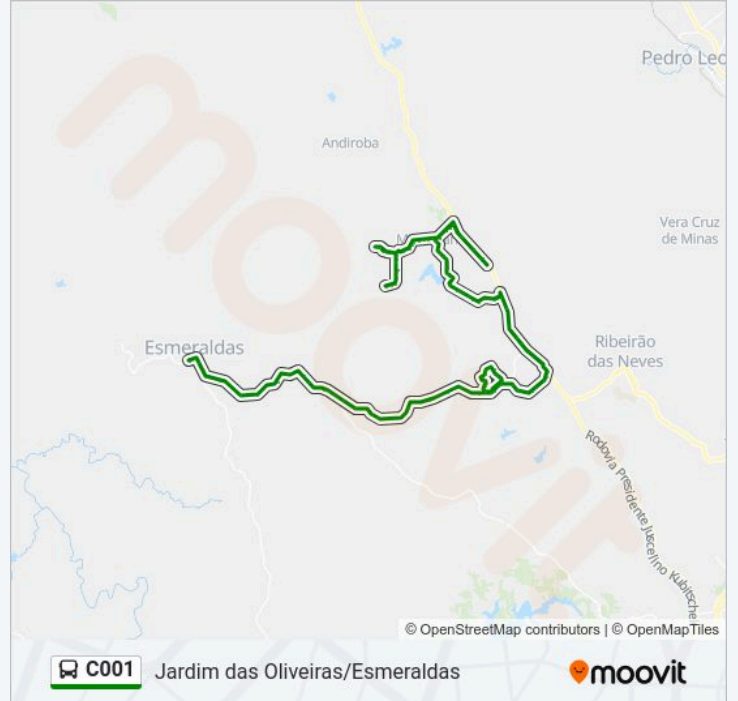 Pedro Leo
Andiroba
Vera Cruz
de Minas
Esmeraldas
Ribeirão
das Neves
Rodovia Presidente Juscelino Kubitsche
moovit
© OpenStreetMap contributors | © OpenMapTiles
C001 Jardim das Oliveiras/Esmeraldas moovit